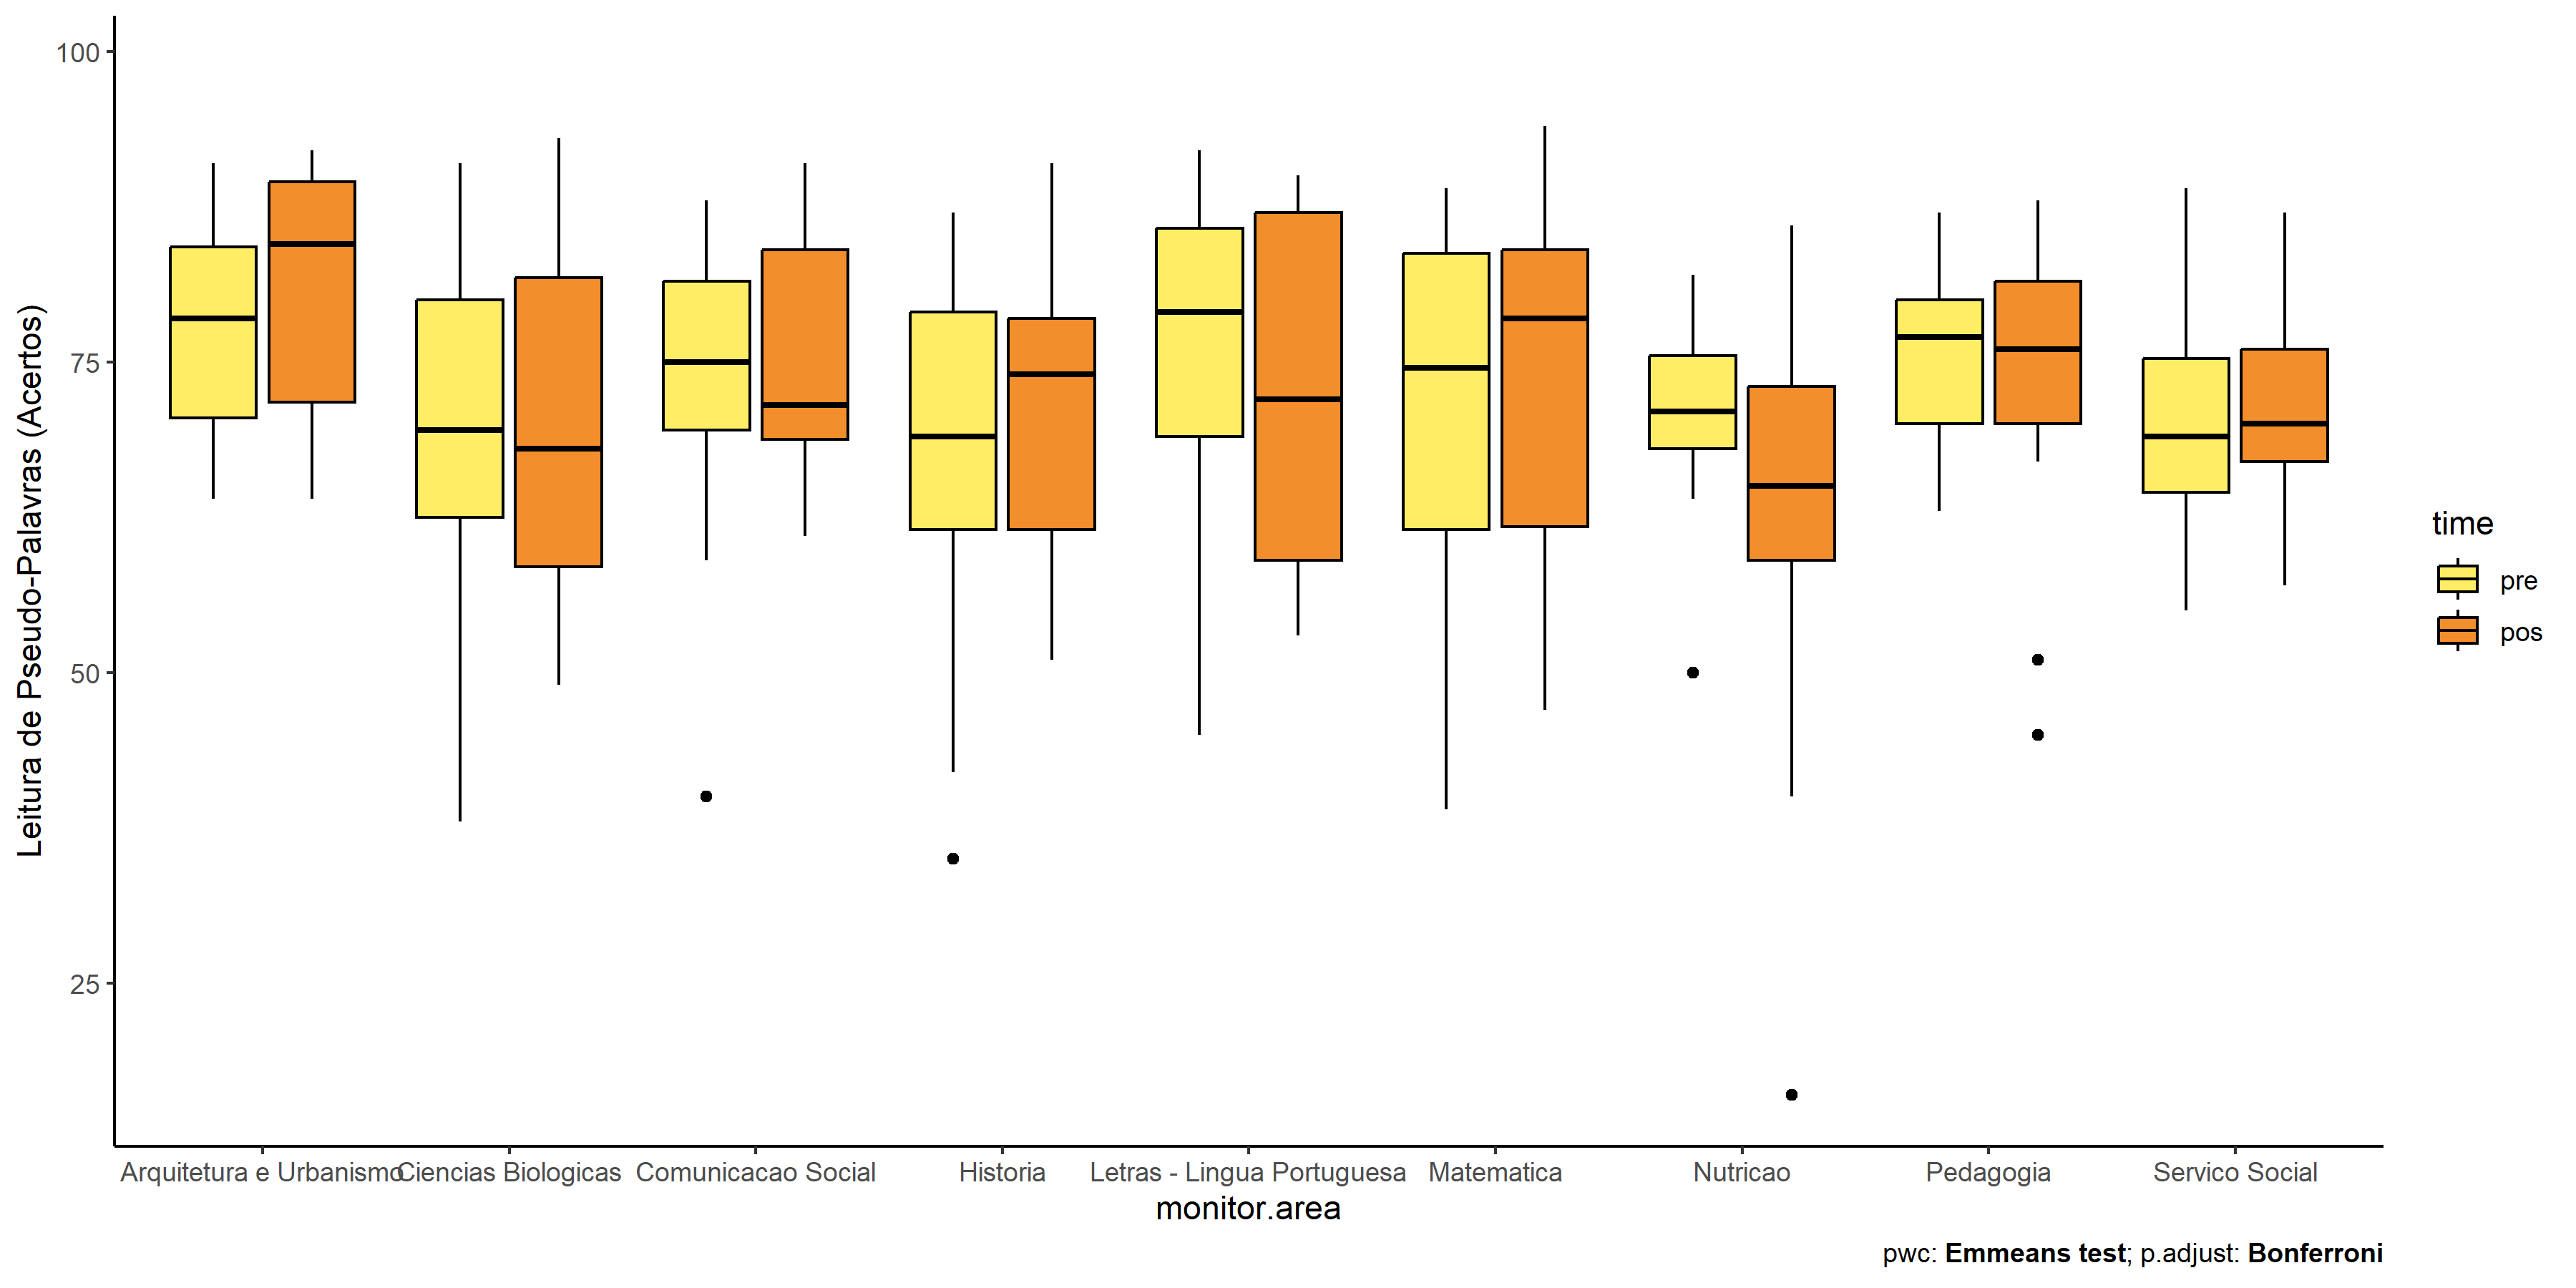 Leitura de Pseudo-Palavras (Acertos)
100
75
50
25
Arquitetura e Urbanismo
Ciencias Biologicas
Comunicacao Social
Historia
Letras - Lingua Portuguesa
Matematica
Nutricao
Pedagogia
Servico Social
monitor.area
time
pre
pos
pwc: Emmeans test; p.adjust: Bonferroni